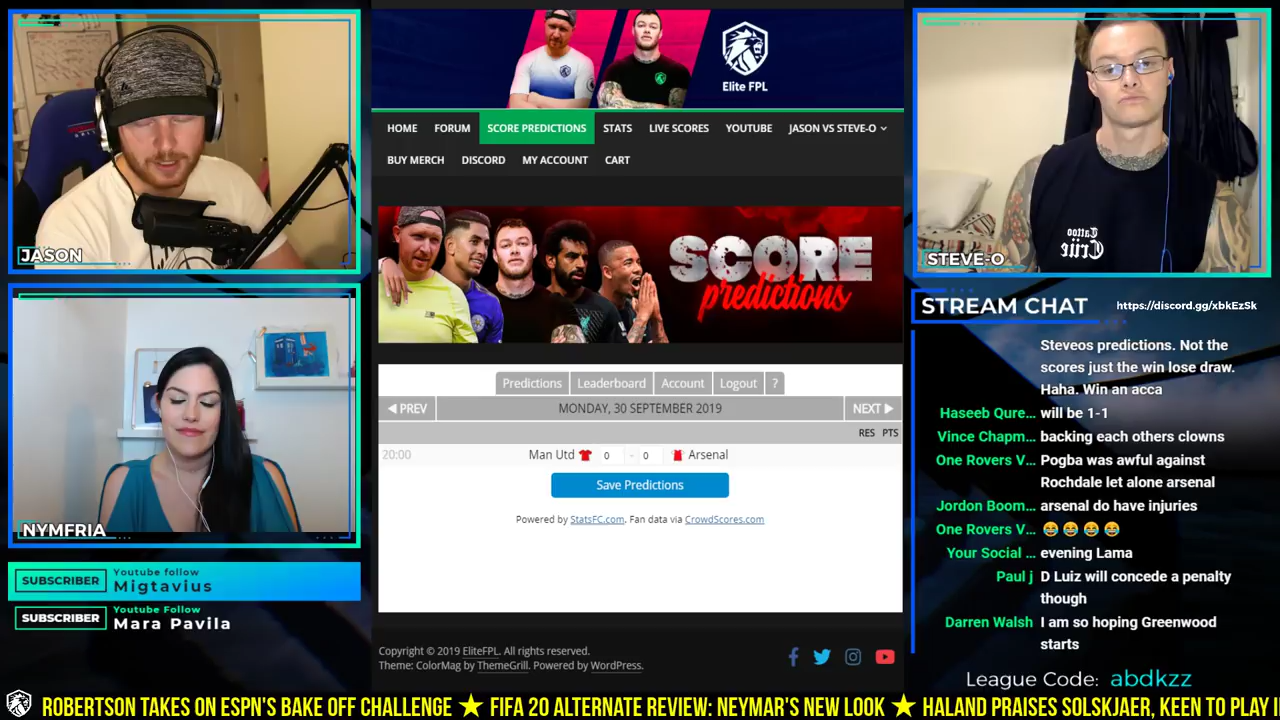 JASON
NYMFRIA
SUBSCRIBER
Youtube follow
Migtavius
SUBSCRIBER
Youtube Follow
Mara Pavila
Elite FPL
HOME FORUM SCORE PREDICTIONS STATS LIVE SCORES YOUTUBE JASON VS STEVE-O
BUY MERCH DISCORD MY ACCOUNT CART
SCORE
predictions
Predictions Leaderboard Account Logout ?
◀ PREV MONDAY, 30 SEPTEMBER 2019 NEXT ▶
RES PTS
20:00 Man Utd 0 - 0 Arsenal
Save Predictions
Powered by StatsFC.com. Fan data via CrowdScores.com
Copyright © 2019 EliteFPL. All rights reserved.
Theme: ColorMag by ThemeGrill. Powered by WordPress.
STEVE-O
STREAM CHAT https://discord.gg/xbkEzSk
Steveos predictions. Not the
scores just the win lose draw.
Haha. Win an acca
Haseeb Qure... will be 1-1
Vince Chapm... backing each others clowns
One Rovers V... Pogba was awful against
Rochdale let alone arsenal
Jordon Boom... arsenal do have injuries
One Rovers V... 😂 😂 😂 😂
Your Social ... evening Lama
Paul j D Luiz will concede a penalty
though
Darren Walsh I am so hoping Greenwood
starts
League Code: abdkzz
ROBERTSON TAKES ON ESPN'S BAKE OFF CHALLENGE ★ FIFA 20 ALTERNATE REVIEW: NEYMAR'S NEW LOOK ★ HALAND PRAISES SOLSKJAER, KEEN TO PLAY